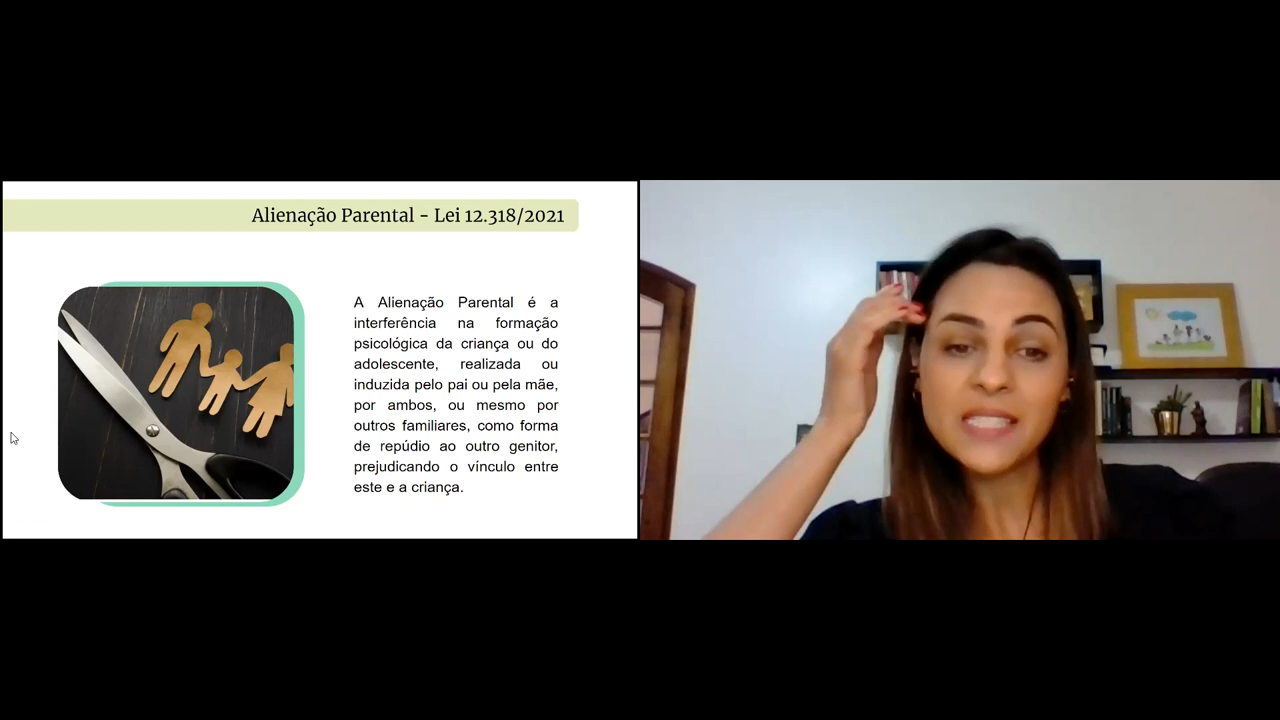 Alienação Parental - Lei 12.318/2021
A Alienação Parental é a
interferência na formação
psicológica da criança ou do
adolescente, realizada ou
induzida pelo pai ou pela mãe,
por ambos, ou mesmo por
outros familiares, como forma
de repúdio ao outro genitor,
prejudicando o vínculo entre
este e a criança.